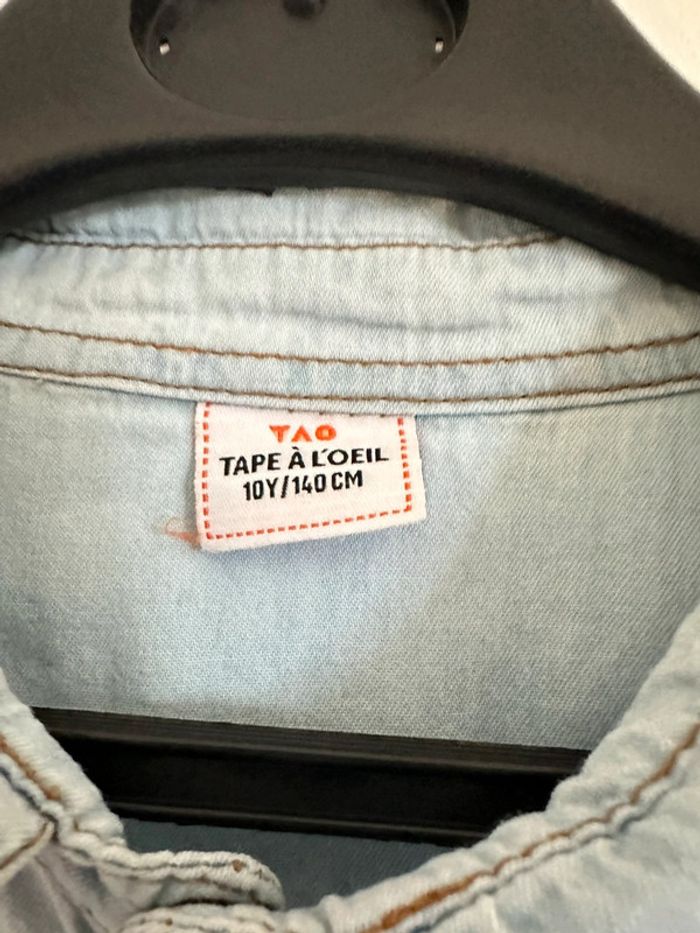 TAO
TAPE À L'OEIL
10Y/140 CM